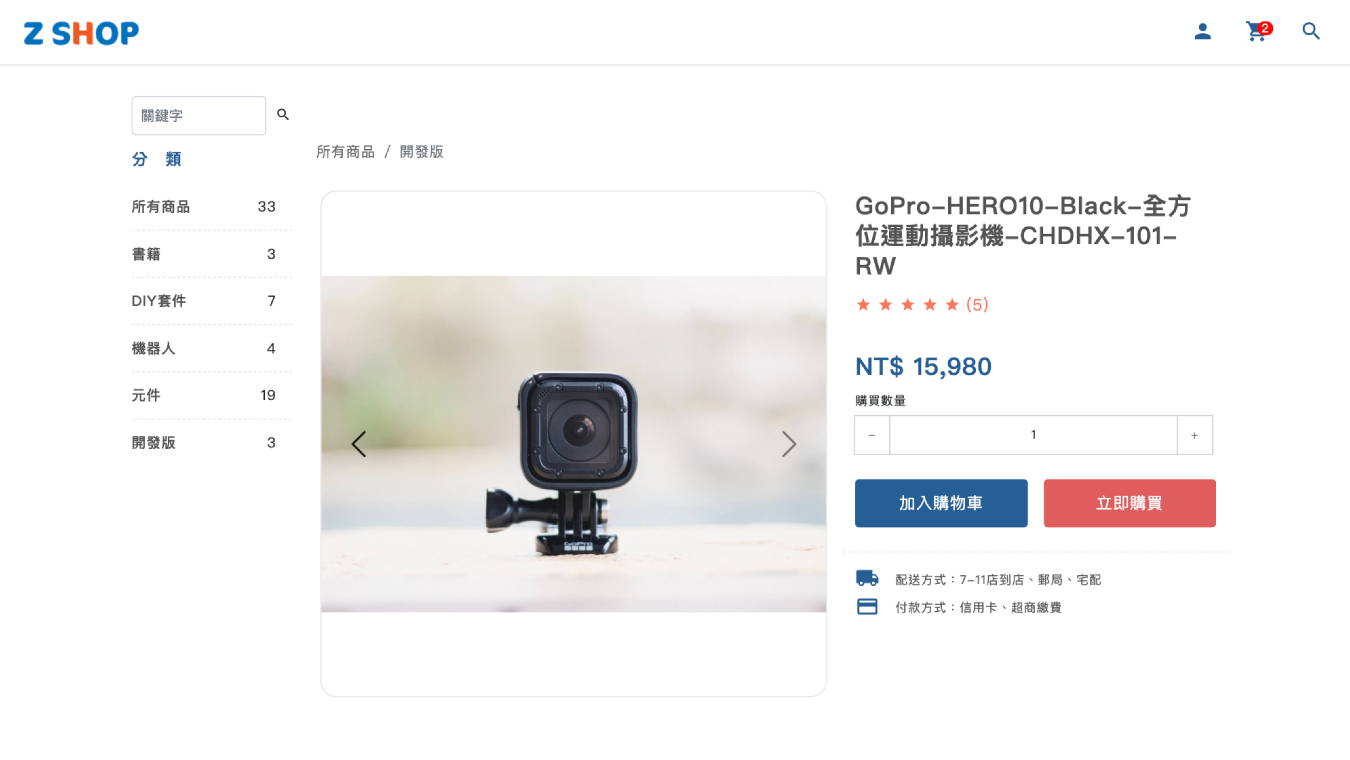 Z SHOP
2
關鍵字
分 類
所有商品 33
書籍 3
DIY套件 7
機器人 4
元件 19
開發版 3
所有商品 / 開發版
GoPro
GoPro-HERO10-Black-全方
位運動攝影機-CHDHX-101-
RW
(5)
NT$ 15,980
購買數量
－ 1 +
加入購物車 立即購買
配送方式：7-11店到店、郵局、宅配
付款方式：信用卡、超商繳費